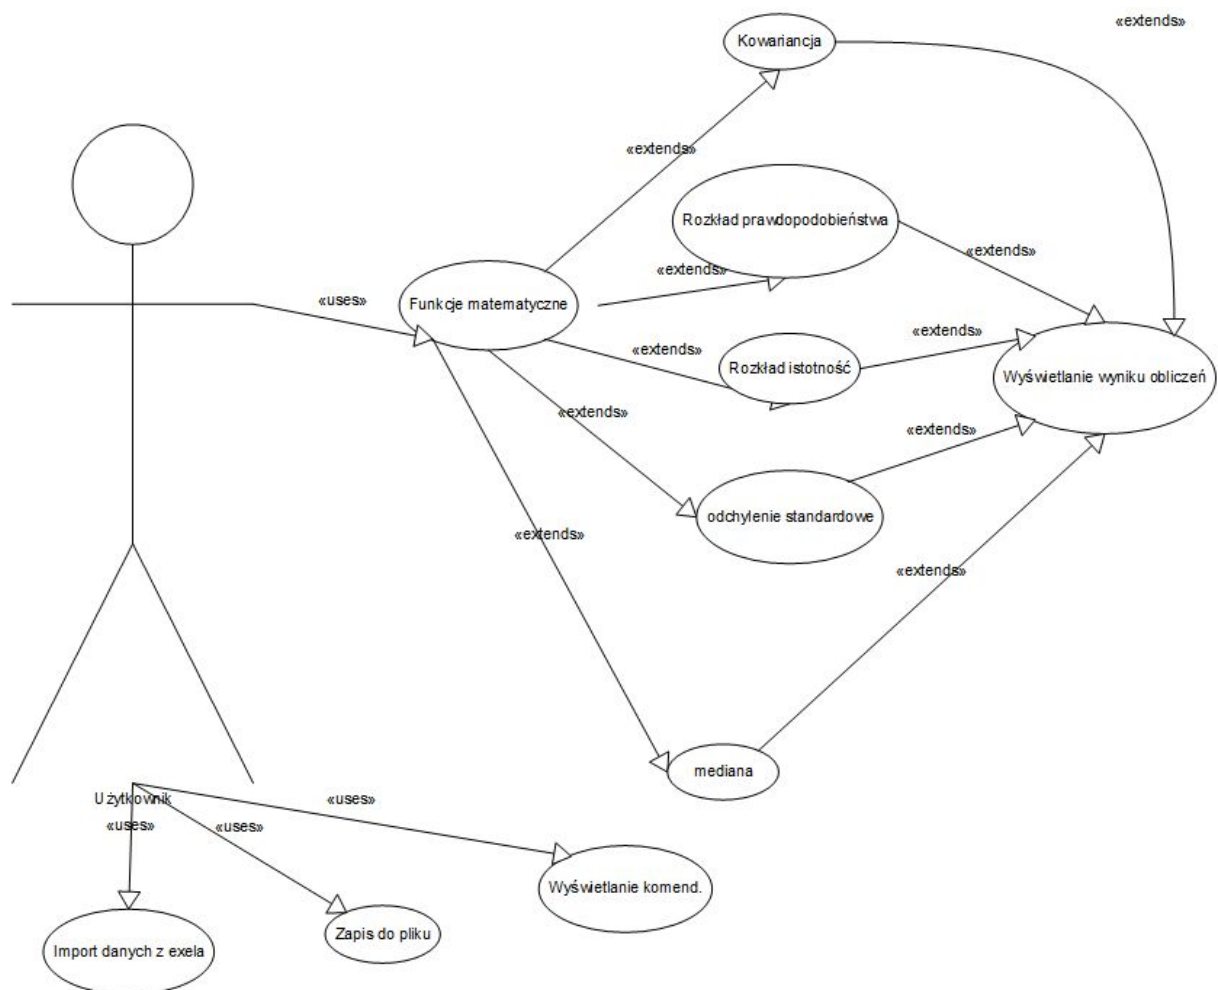 «extends»
Kowariancja
«extends»
Rozkład prawdopodobieństwa
«extends»
«extends»
«uses»
Funkcje matematyczne
«extends»
«extends»
Rozkład istotność
Wyświetlanie wyniku obliczeń
«extends»
«extends»
odchylenie standardowe
«extends»
«extends»
mediana
Użytkownik
«uses»
«uses»
«uses»
Wyświetlanie komend.
Zapis do pliku
Import danych z exela